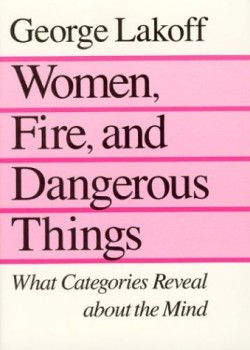 George Lakoff
Women,
Fire, and
Dangerous
Things
What Categories Reveal
about the Mind